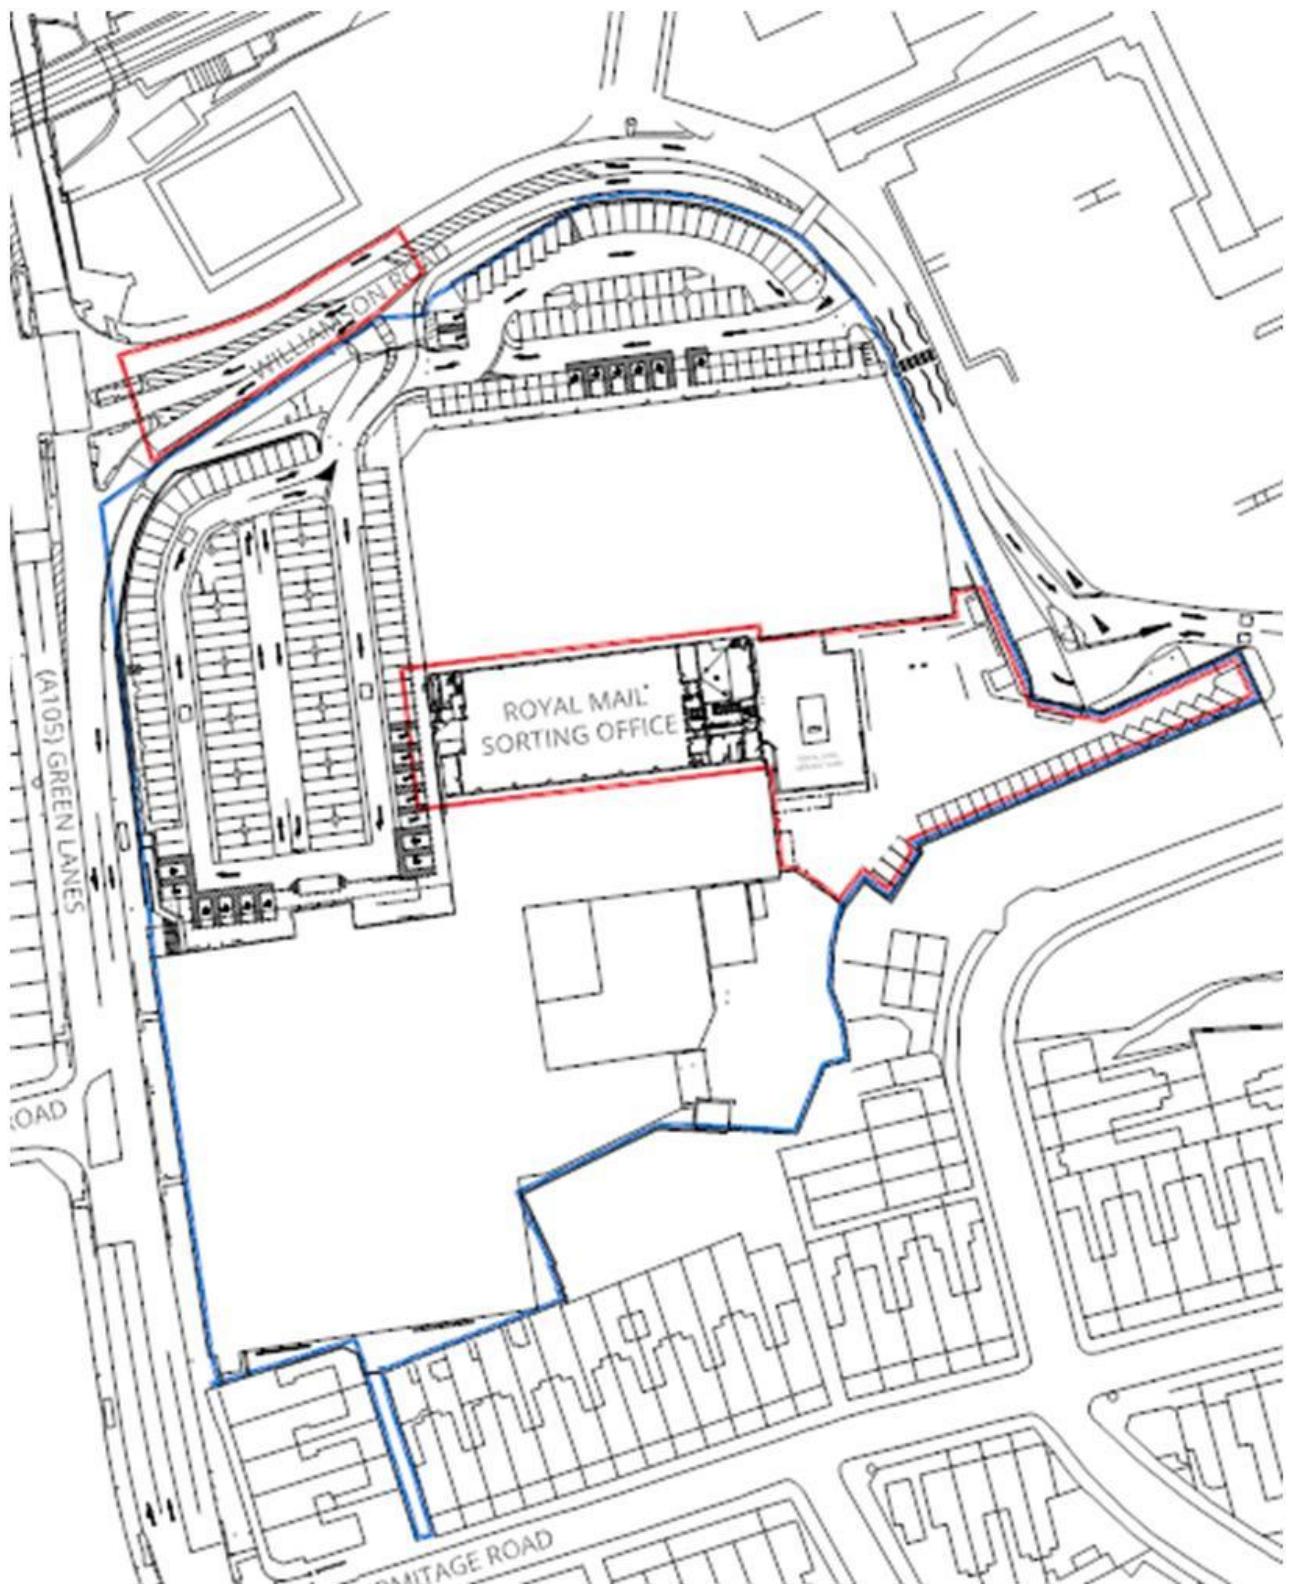 WILLIAMSON ROAD
ROYAL MAIL
SORTING OFFICE
(A105) GREEN LANES
ROAD
RMITAGE ROAD